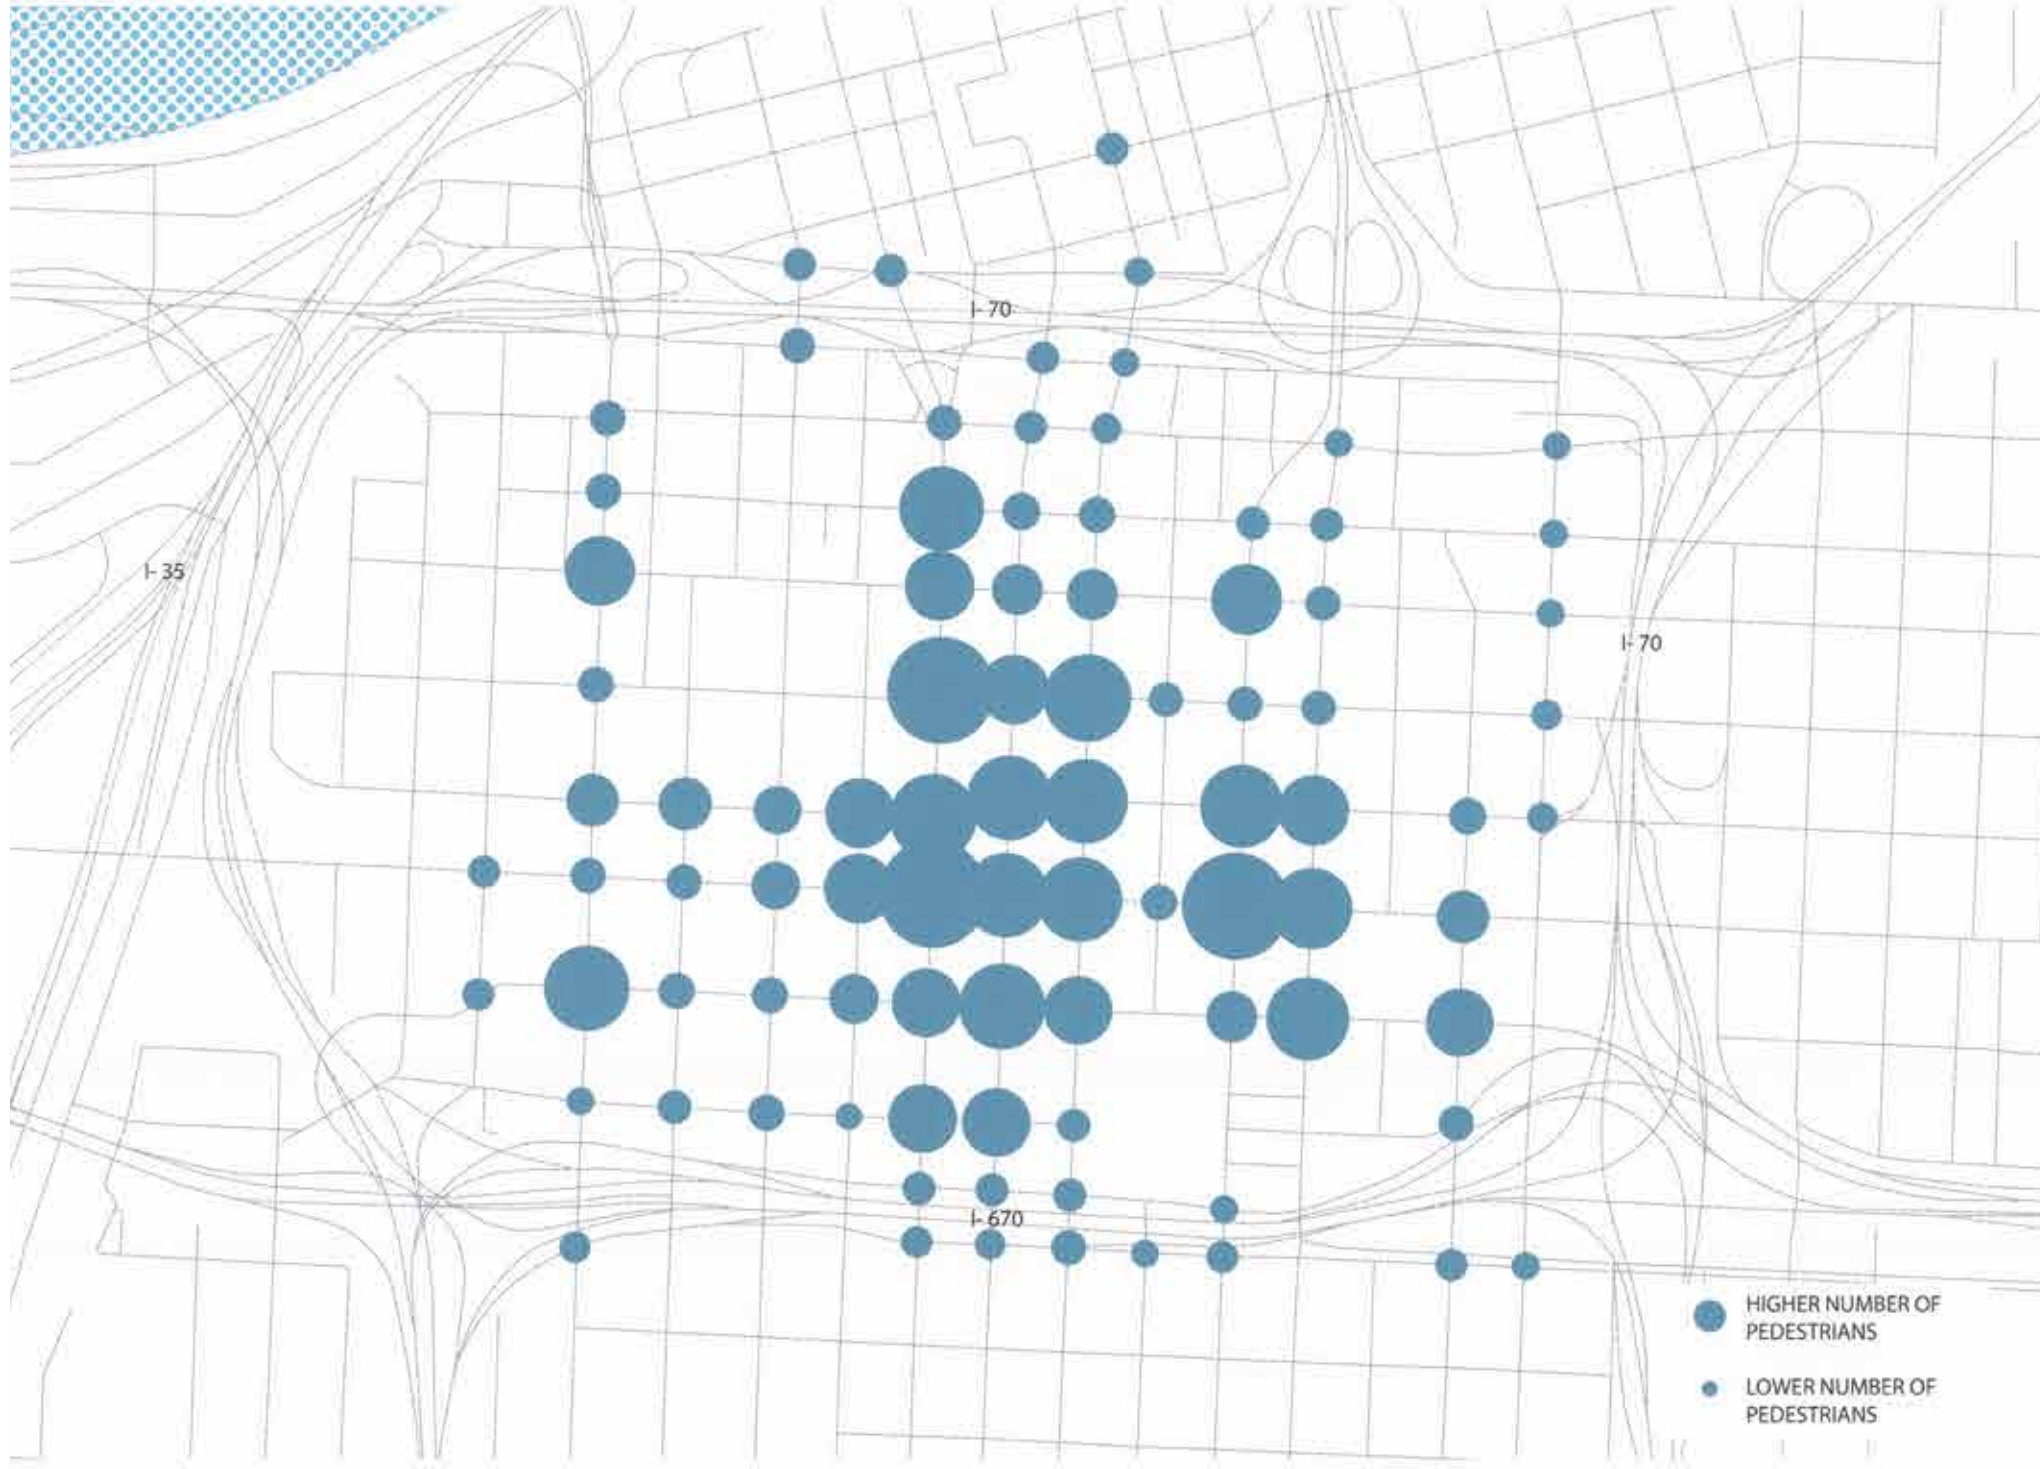 I- 70
I- 35
I- 70
I- 670
HIGHER NUMBER OF
PEDESTRIANS
LOWER NUMBER OF
PEDESTRIANS